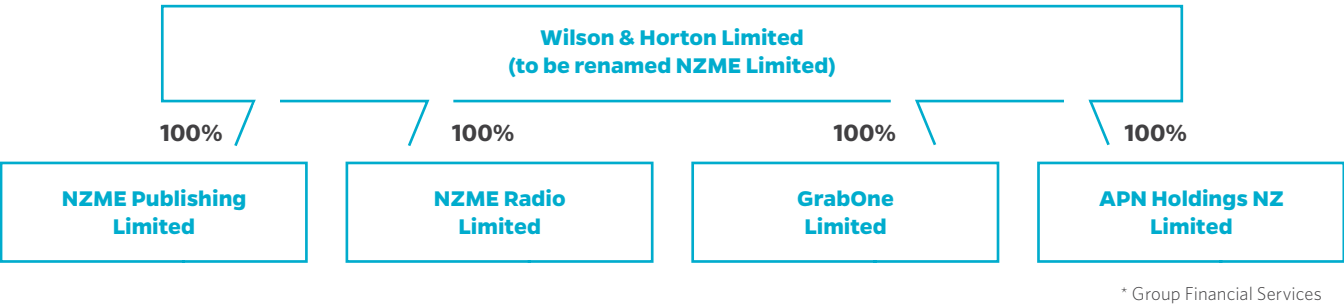 Wilson & Horton Limited
(to be renamed NZME Limited)
100%
100%
100%
100%
NZME Publishing
Limited
NZME Radio
Limited
GrabOne
Limited
APN Holdings NZ
Limited
* Group Financial Services